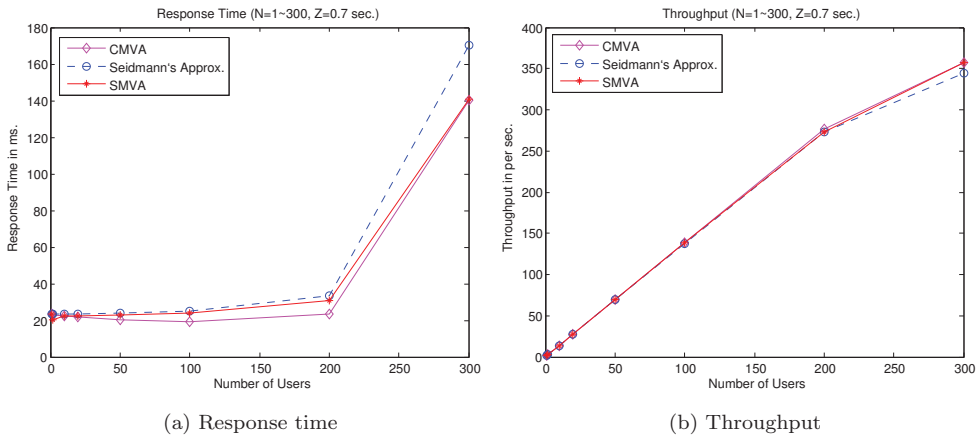 Response Time (N=1~300, Z=0.7 sec.)
180
160
140
120
100
80
60
40
20
0
Response Time in ms.
CMVA
Seidmann's Approx.
SMVA
0
50
100
150
200
250
300
Number of Users
(a) Response time
Throughput (N=1~300, Z=0.7 sec.)
400
350
300
250
200
150
100
50
0
Throughput in per sec.
CMVA
Seidmann's Approx.
SMVA
0
50
100
150
200
250
300
Number of Users
(b) Throughput